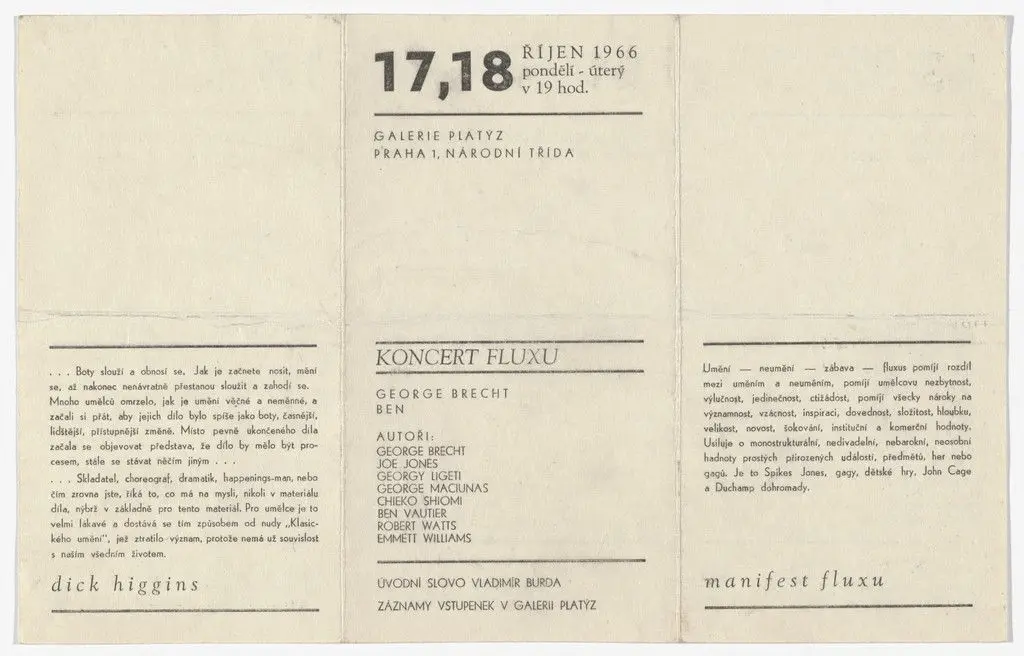 17,18
ŘÍJEN 1966
pondělí - úterý
v 19 hod.
GALERIE PLATÝZ
PRAHA 1, NÁRODNÍ TŘÍDA
. . . Boty slouží a obnosí se. Jak je začnete nosit, mění
se, až nakonec nenávratně přestanou sloužit a zahodí se.
Mnoho umělců omrzelo, jak je umění věčné a neměnné, a
začali si přát, aby jejich dílo bylo spíše jako boty, časnější,
lidštější, přístupnější změně. Místo pevně ukončeného díla
začala se objevovat představa, že dílo by mělo být pro-
cesem, stále se stávat něčím jiným . . .
. . . Skladatel, choreograf, dramatik, happenings-man, nebo
čím zrovna jste, říká to, co má na mysli, nikoli v materiálu
díla, nýbrž v základně pro tento materiál. Pro umělce je to
velmi lákavé a dostává se tím způsobem od nudy „Klasic-
kého umění", jež ztratilo význam, protože nemá už souvislost
s naším všedním životem.
dick higgins
KONCERT FLUXU
GEORGE BRECHT
BEN
AUTOŘI:
GEORGE BRECHT
JOE JONES
GEORGY LIGETI
GEORGE MACIUNAS
CHIEKO SHIOMI
BEN VAUTIER
ROBERT WATTS
EMMETT WILLIAMS
ÚVODNÍ SLOVO VLADIMÍR BURDA
ZÁZNAMY VSTUPENEK V GALERII PLATÝZ
Umění — neumění — zábava — fluxus pomíjí rozdíl
mezi uměním a neuměním, pomíjí umělcovu nezbytnost,
výlučnost, jedinečnost, ctižádost, pomíjí všecky nároky na
významnost, vzácnost, inspiraci, dovednost, složitost, hloubku,
velikost, novost, šokování, instituční a komerční hodnoty.
Usiluje o monostrukturální, nedivadelní, nebarokní, neosobní
hodnoty prostých přirozených událostí, předmětů, her nebo
gagů. Je to Spikes Jones, gagy, dětské hry, John Cage
a Duchamp dohromady.
manifest fluxu